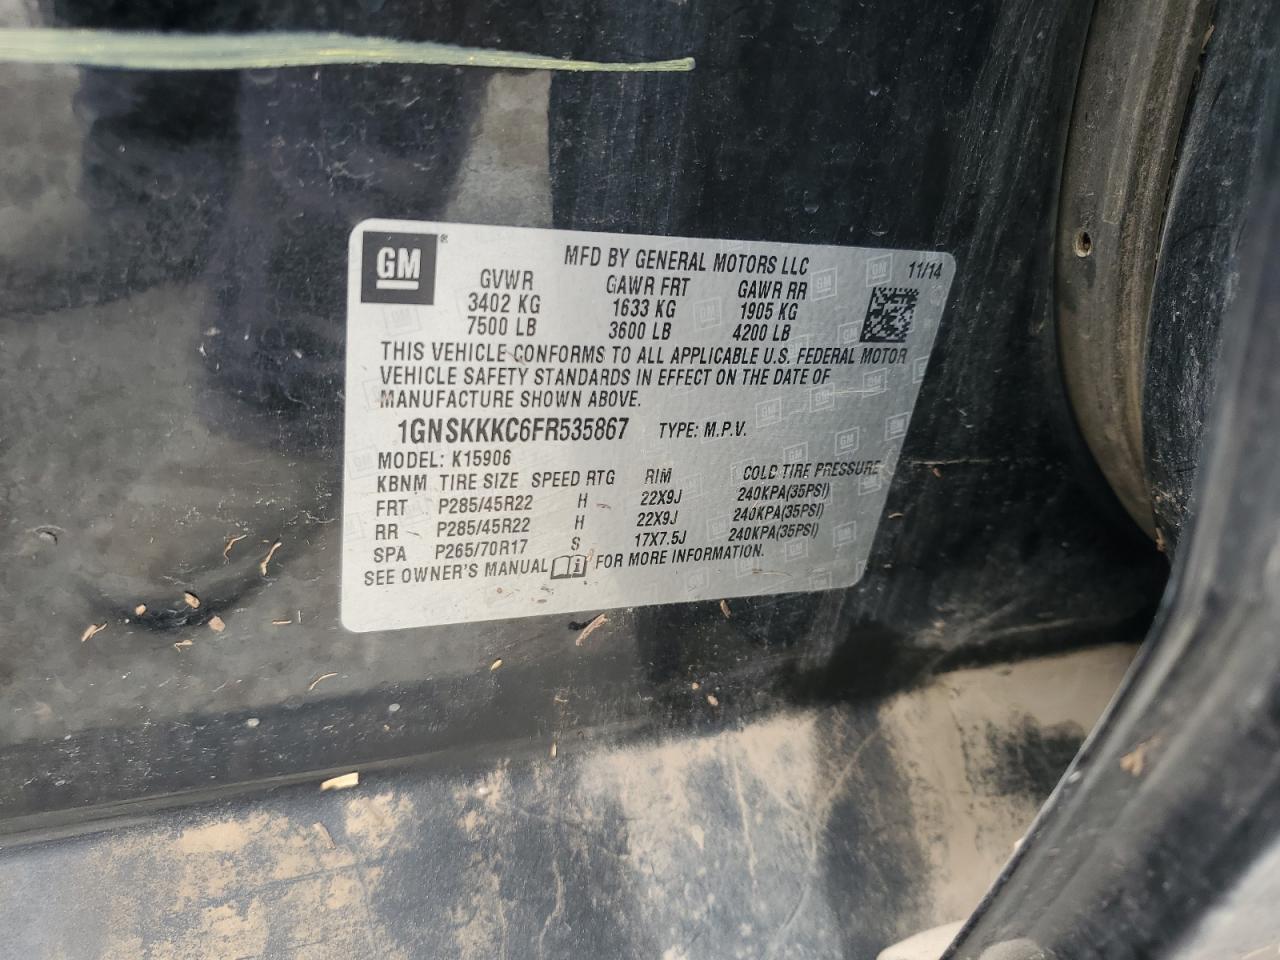 GM
MFD BY GENERAL MOTORS LLC 11/14
GVWR GAWR FRT GAWR RR
3402 KG 1633 KG 1905 KG
7500 LB 3600 LB 4200 LB
THIS VEHICLE CONFORMS TO ALL APPLICABLE U.S. FEDERAL MOTOR
VEHICLE SAFETY STANDARDS IN EFFECT ON THE DATE OF
MANUFACTURE SHOWN ABOVE.
1GNSKKKC6FR535867 TYPE: M.P.V.
MODEL: K15906
KBNM TIRE SIZE SPEED RTG RIM COLD TIRE PRESSURE
FRT P285/45R22 H 22X9J 240KPA(35PSI)
RR P285/45R22 H 22X9J 240KPA(35PSI)
SPA P265/70R17 S 17X7.5J 240KPA(35PSI)
SEE OWNER'S MANUAL FOR MORE INFORMATION.